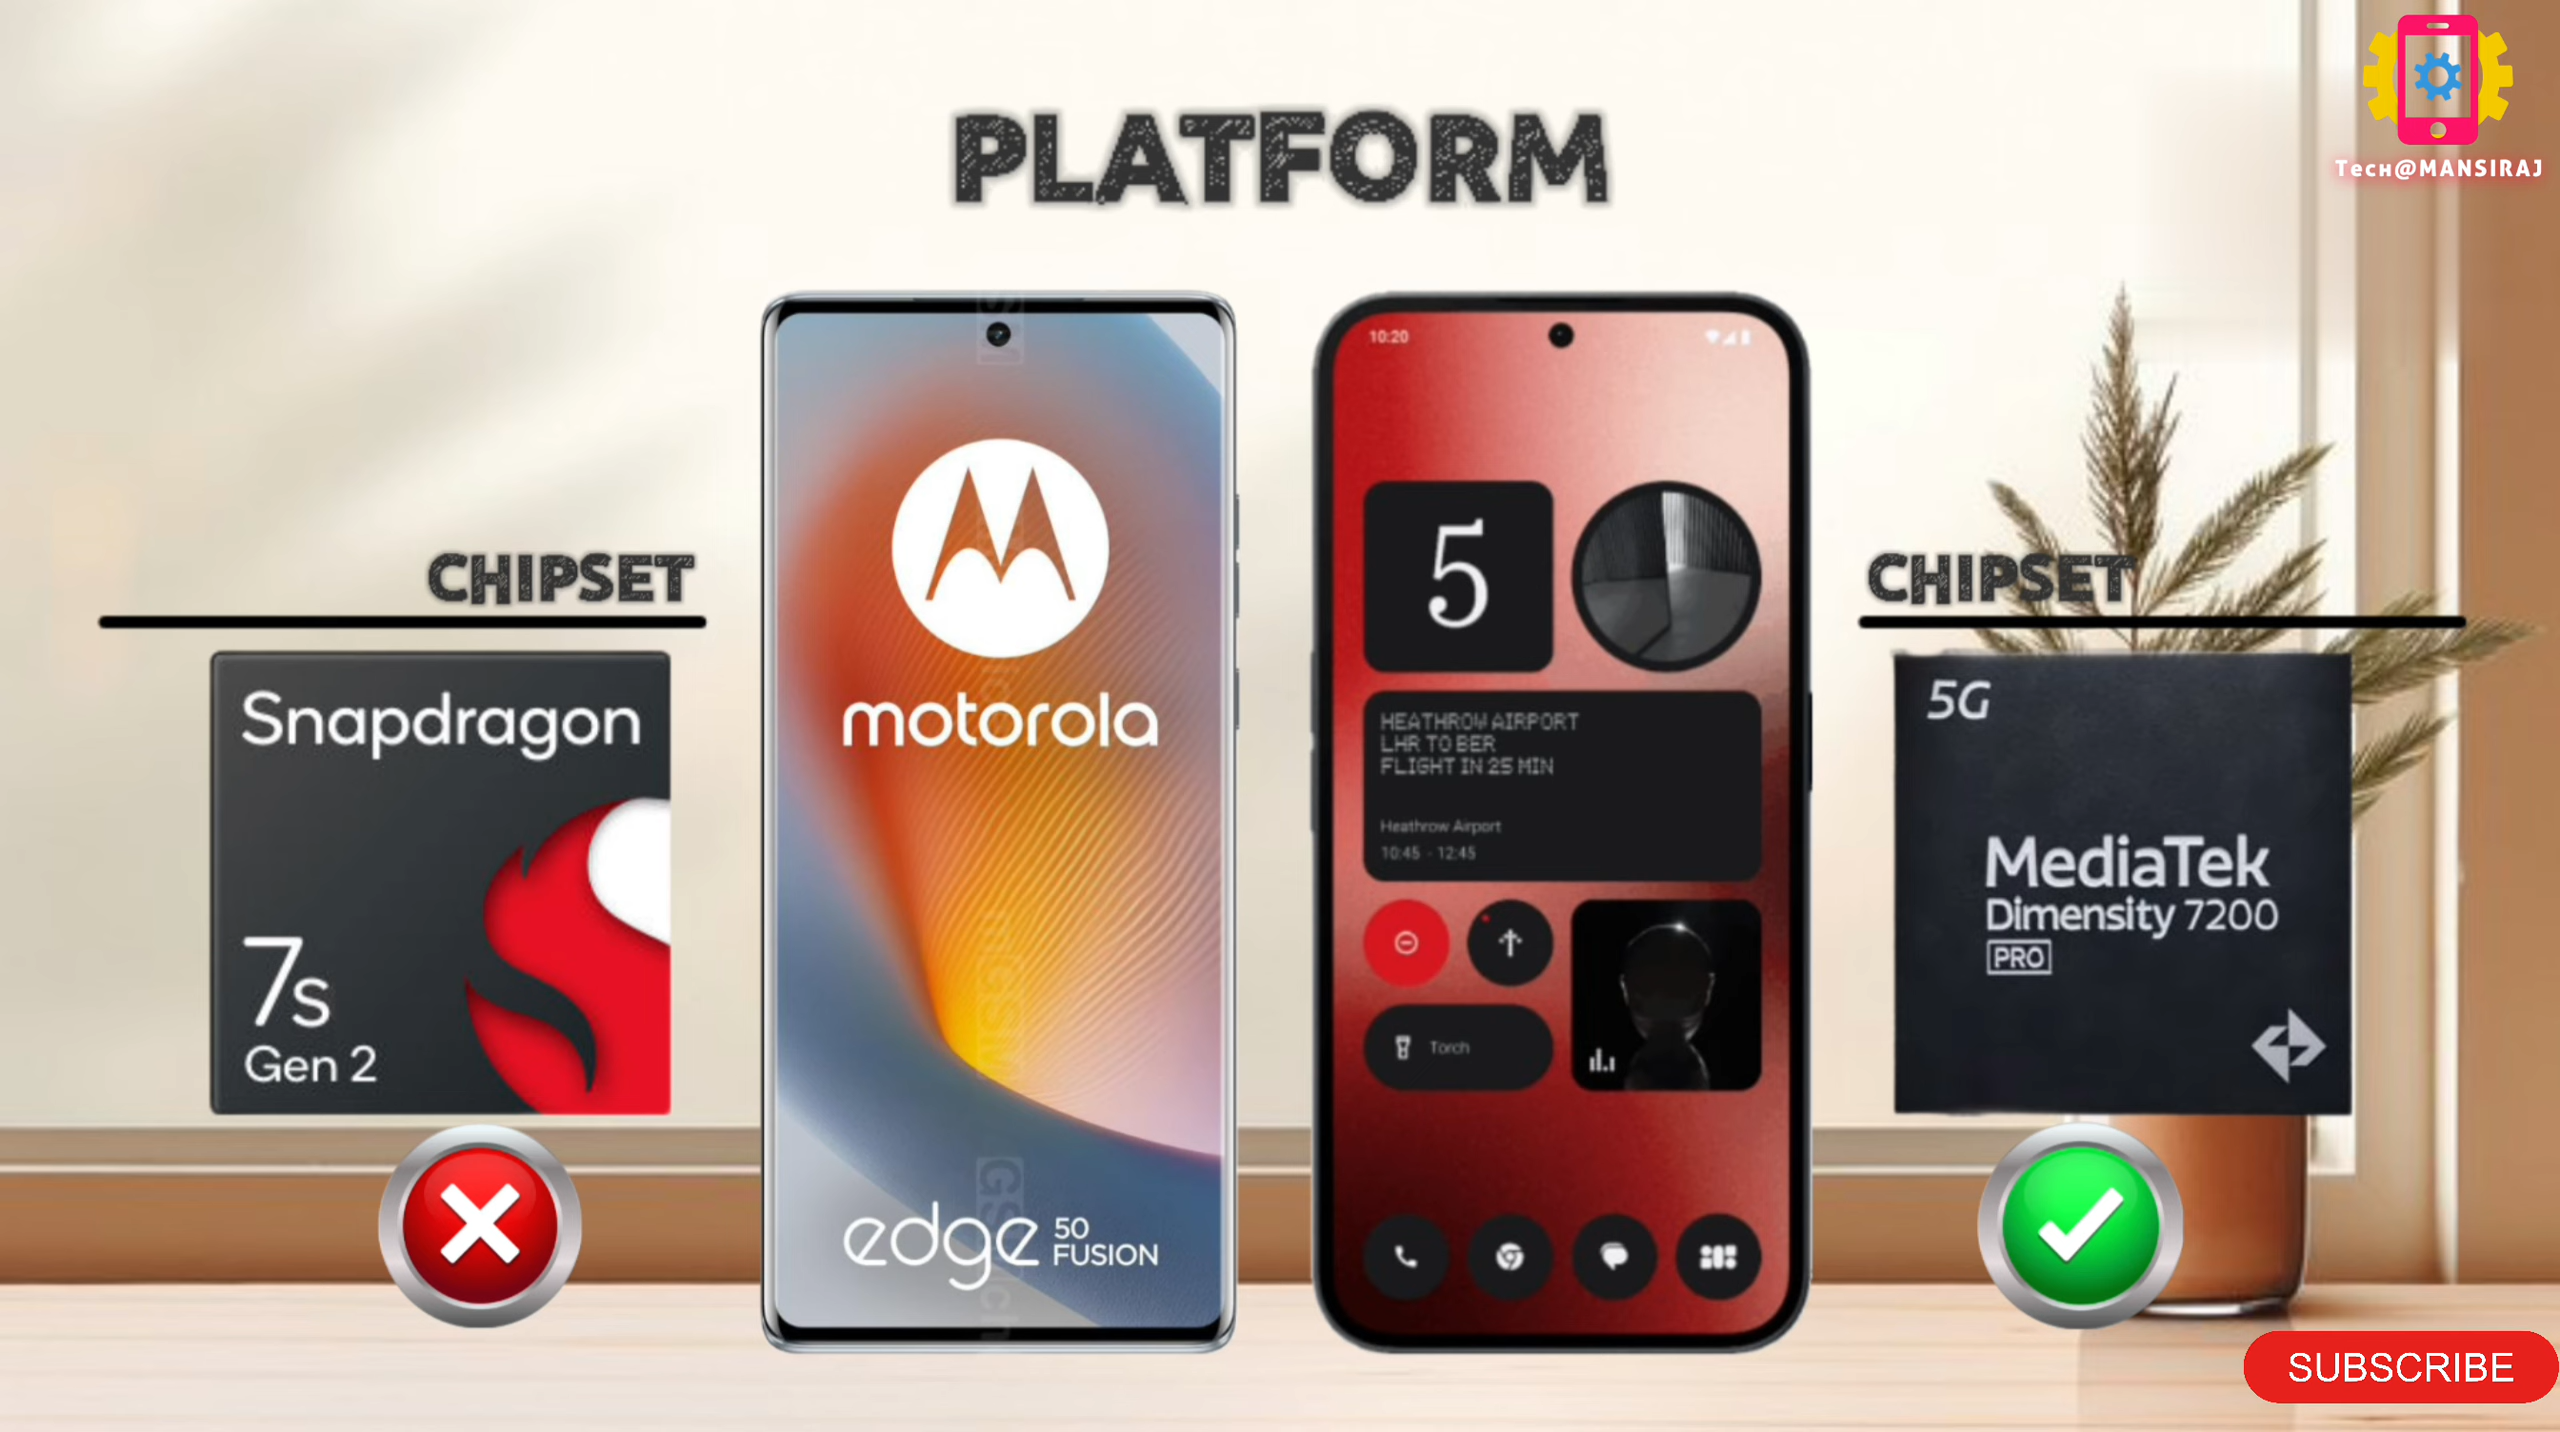 PLATFORM
Tech@MANSIRAJ
CHIPSET
Snapdragon
7s
Gen 2
motorola
edge 50
FUSION
10:20
5
HEATHROW AIRPORT
LHR TO BER
FLIGHT IN 25 MIN
Heathrow Airport
10:45 - 12:45
Torch
CHIPSET
5G
MediaTek
Dimensity 7200
PRO
SUBSCRIBE